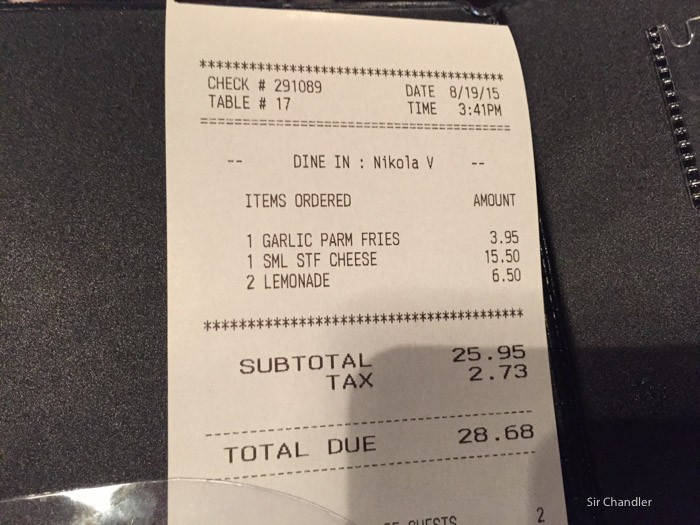 ************************************
CHECK # 291089 DATE 8/19/15
TABLE # 17 TIME 3:41PM
====================================
-- DINE IN : Nikola V --
ITEMS ORDERED AMOUNT
1 GARLIC PARM FRIES 3.95
1 SML STF CHEESE 15.50
2 LEMONADE 6.50
************************************
SUBTOTAL 25.95
TAX 2.73
------------------------------------
TOTAL DUE 28.68
------------------------------------
GUESTS 2
Sir Chandler